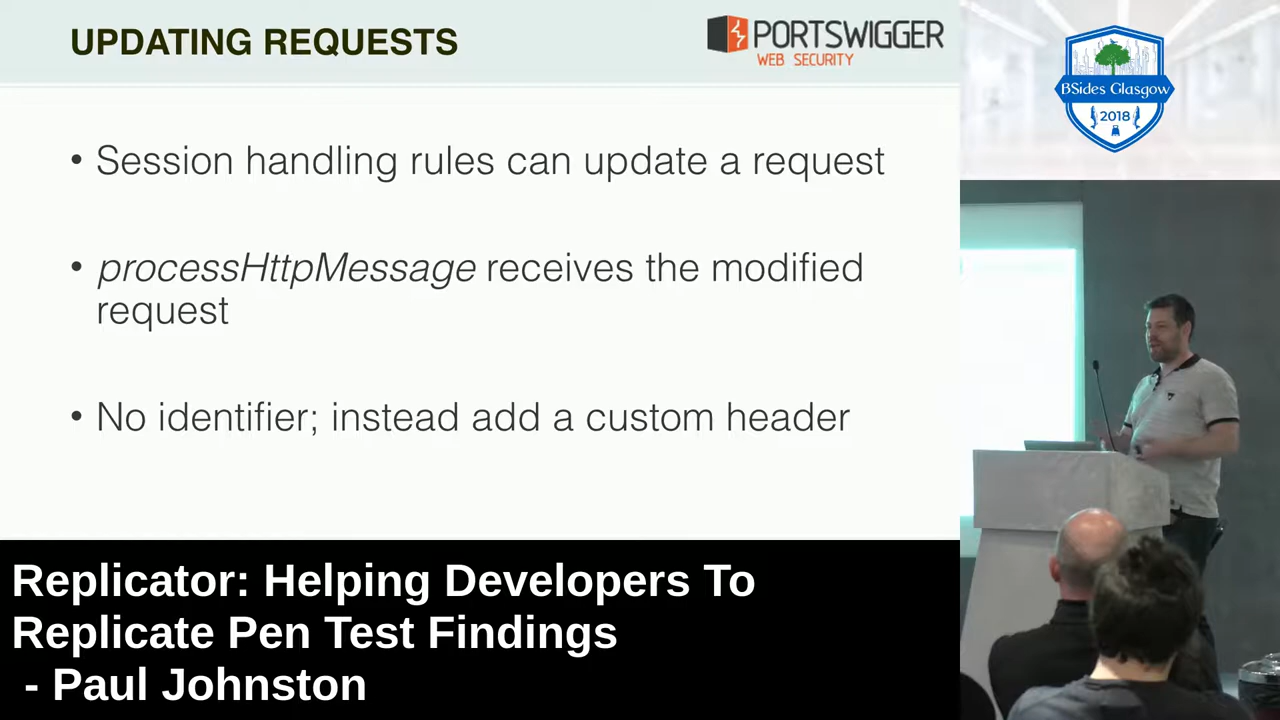 UPDATING REQUESTS
PORTSWIGGER
WEB SECURITY
BSides Glasgow
2018
• Session handling rules can update a request
• processHttpMessage receives the modified
request
• No identifier; instead add a custom header
Replicator: Helping Developers To
Replicate Pen Test Findings
- Paul Johnston